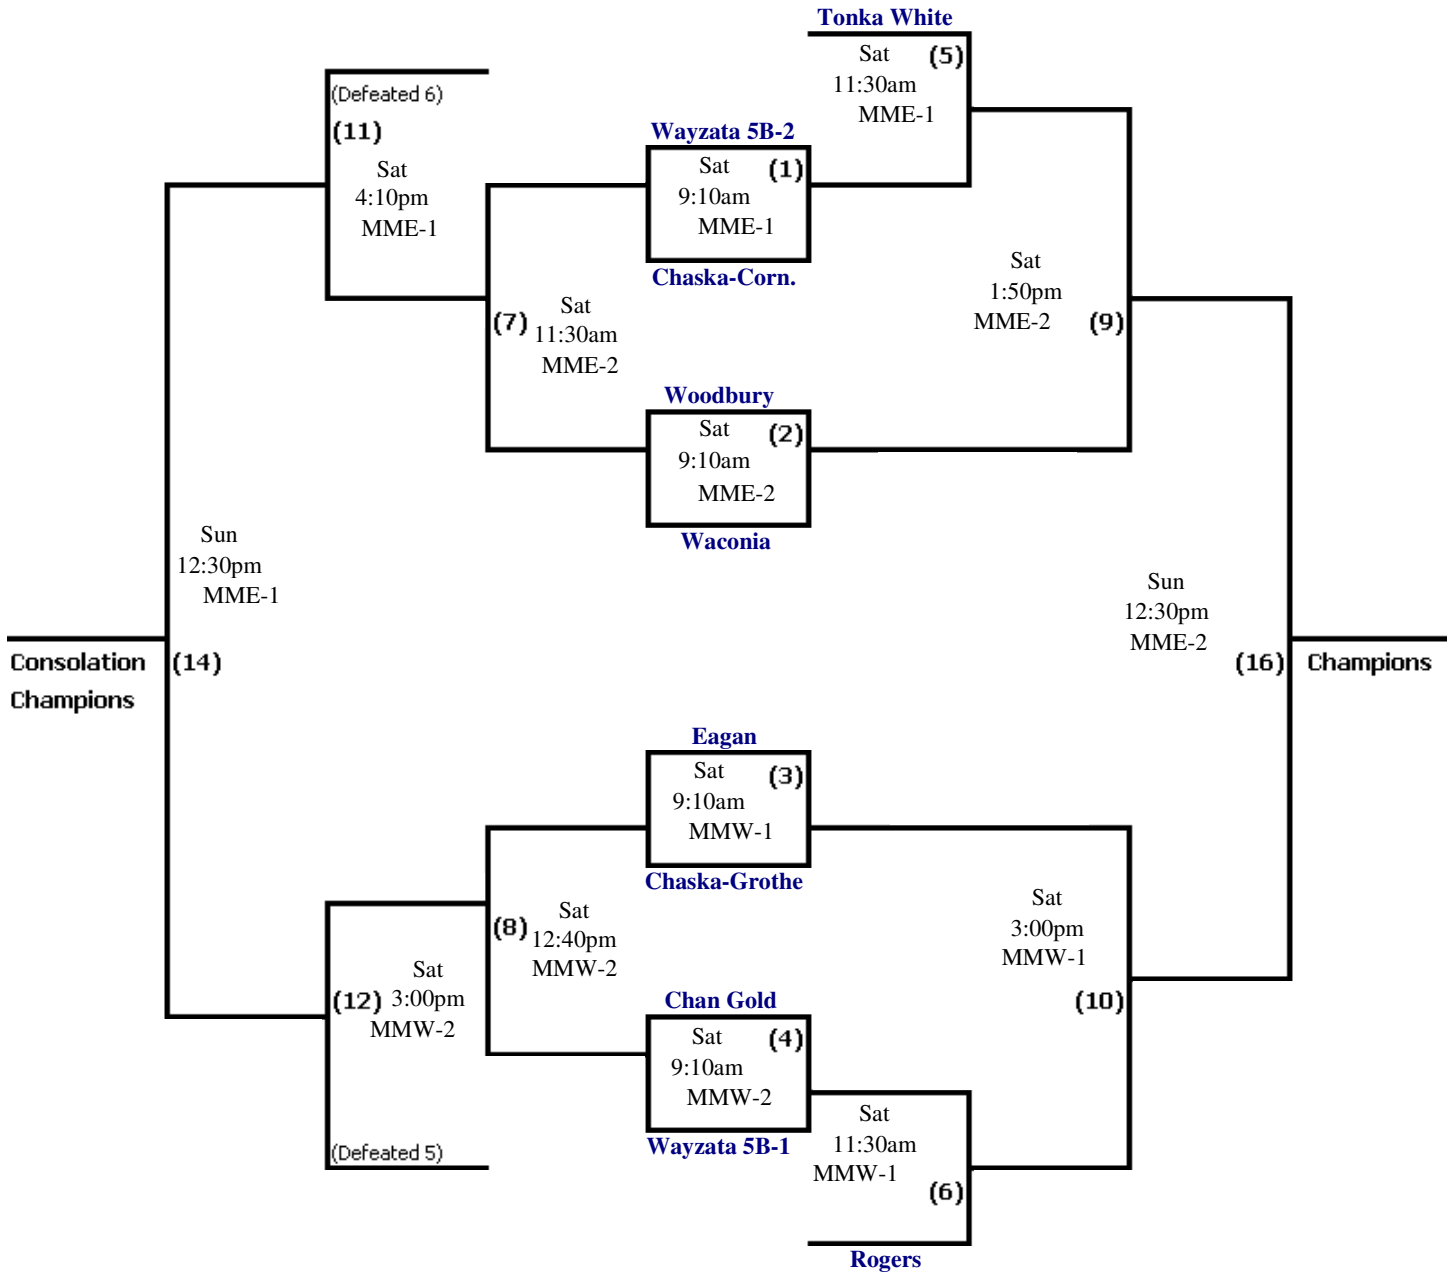 Tonka White
Sat (5)
11:30am
MME-1
(Defeated 6)
(11)
Sat
4:10pm
MME-1
Wayzata 5B-2
Sat (1)
9:10am
MME-1
Chaska-Corn.
Sat
1:50pm
MME-2 (9)
Sat
(7) 11:30am
MME-2
Woodbury
Sat (2)
9:10am
MME-2
Waconia
Sun
12:30pm
MME-1
Consolation (14)
Champions
Sun
12:30pm
MME-2
(16) Champions
Eagan
Sat (3)
9:10am
MMW-1
Chaska-Grothe
Sat
(8) 12:40pm
MMW-2
Sat
3:00pm
MMW-1
(10)
Sat
(12) 3:00pm
MMW-2
Chan Gold
Sat (4)
9:10am
MMW-2
Wayzata 5B-1
(Defeated 5)
Sat
11:30am
MMW-1
(6)
Rogers